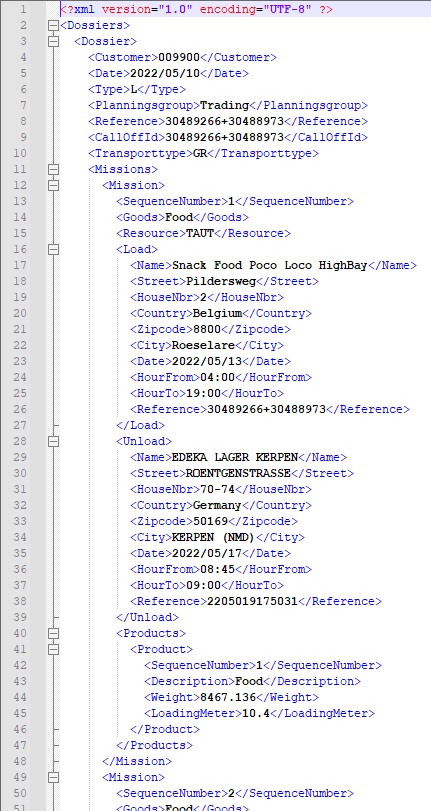 1 <?xml version="1.0" encoding="UTF-8" ?>
2 <Dossiers>
3 <Dossier>
4 <Customer>009900</Customer>
5 <Date>2022/05/10</Date>
6 <Type>L</Type>
7 <Planningsgroup>Trading</Planningsgroup>
8 <Reference>30489266+30488973</Reference>
9 <CallOffId>30489266+30488973</CallOffId>
10 <Transporttype>GR</Transporttype>
11 <Missions>
12 <Mission>
13 <SequenceNumber>1</SequenceNumber>
14 <Goods>Food</Goods>
15 <Resource>TAUT</Resource>
16 <Load>
17 <Name>Snack Food Poco Loco HighBay</Name>
18 <Street>Pildersweg</Street>
19 <HouseNbr>2</HouseNbr>
20 <Country>Belgium</Country>
21 <Zipcode>8800</Zipcode>
22 <City>Roeselare</City>
23 <Date>2022/05/13</Date>
24 <HourFrom>04:00</HourFrom>
25 <HourTo>19:00</HourTo>
26 <Reference>30489266+30488973</Reference>
27 </Load>
28 <Unload>
29 <Name>EDEKA LAGER KERPEN</Name>
30 <Street>ROENTGENSTRASSE</Street>
31 <HouseNbr>70-74</HouseNbr>
32 <Country>Germany</Country>
33 <Zipcode>50169</Zipcode>
34 <City>KERPEN (NMD)</City>
35 <Date>2022/05/17</Date>
36 <HourFrom>08:45</HourFrom>
37 <HourTo>09:00</HourTo>
38 <Reference>2205019175031</Reference>
39 </Unload>
40 <Products>
41 <Product>
42 <SequenceNumber>1</SequenceNumber>
43 <Description>Food</Description>
44 <Weight>8467.136</Weight>
45 <LoadingMeter>10.4</LoadingMeter>
46 </Product>
47 </Products>
48 </Mission>
49 <Mission>
50 <SequenceNumber>2</SequenceNumber>
51 <Goods>Food</Goods>